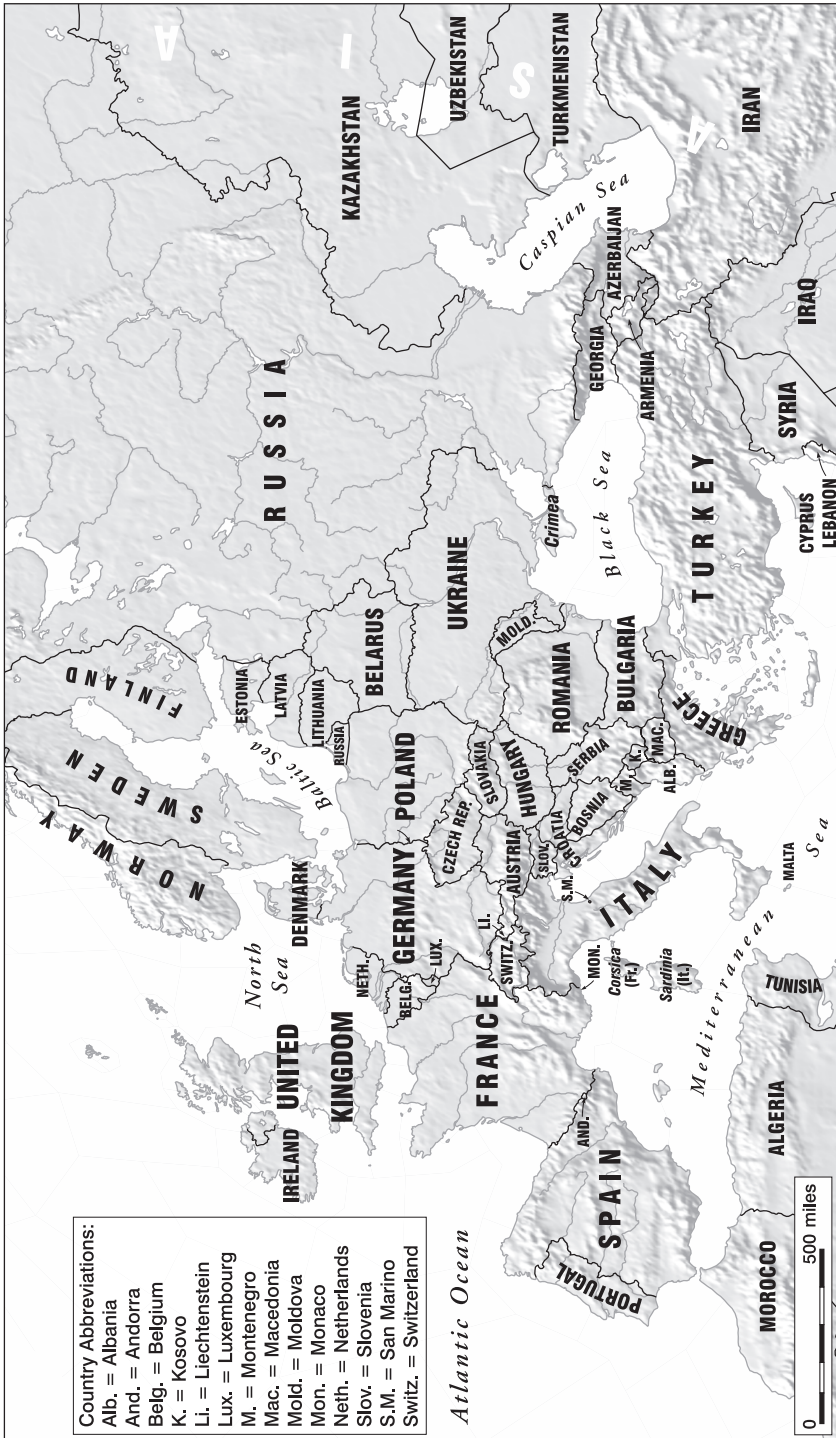 Country Abbreviations:
Alb. = Albania
And. = Andorra
Belg. = Belgium
K. = Kosovo
Li. = Liechtenstein
Lux. = Luxembourg
M. = Montenegro
Mac. = Macedonia
Mold. = Moldova
Mon. = Monaco
Neth. = Netherlands
Slov. = Slovenia
S.M. = San Marino
Switz. = Switzerland
Atlantic Ocean
0
500 miles
NORWAY
SWEDEN
FINLAND
RUSSIA
ESTONIA
LATVIA
LITHUANIA
RUSSIA
Baltic Sea
North
Sea
DENMARK
UNITED
KINGDOM
IRELAND
NETH.
BELG.
LUX.
GERMANY
POLAND
BELARUS
UKRAINE
CZECH REP.
SLOVAKIA
AUSTRIA
HUNGARY
LI.
SWITZ.
FRANCE
MOLD.
ROMANIA
SLOV.
CROATIA
BOSNIA
SERBIA
M.
K.
MAC.
ALB.
BULGARIA
GREECE
S.M.
ITALY
MON.
Corsica
(Fr.)
Sardinia
(It.)
AND.
SPAIN
PORTUGAL
Mediterranean
Sea
MALTA
MOROCCO
ALGERIA
TUNISIA
Crimea
Black Sea
TURKEY
GEORGIA
ARMENIA
AZERBAIJAN
Caspian Sea
KAZAKHSTAN
UZBEKISTAN
TURKMENISTAN
IRAN
IRAQ
SYRIA
CYPRUS
LEBANON
A
S
I
A